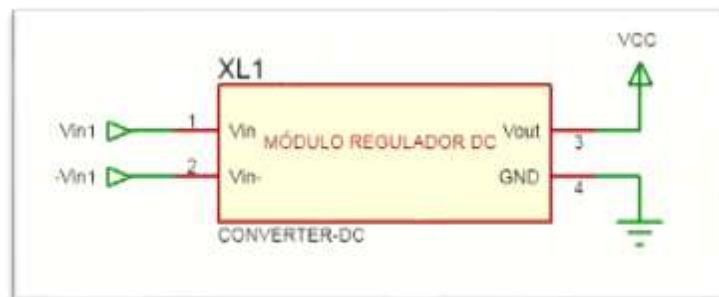 VCC
XL1
Vin1 1 Vin MÓDULO REGULADOR DC Vout 3
-Vin1 2 Vin- GND 4
CONVERTER-DC